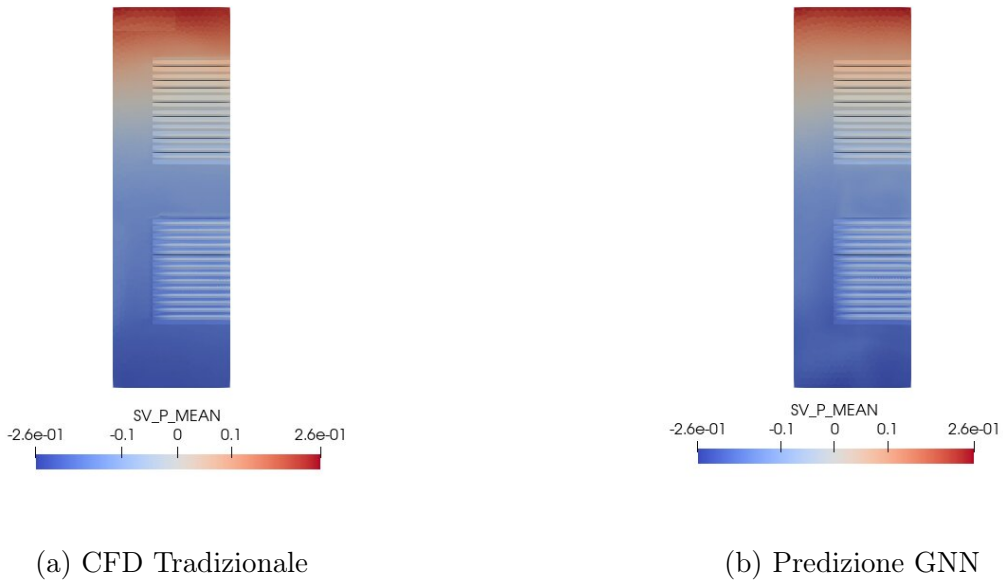 SV_P_MEAN
-2.6e-01 -0.1 0 0.1 2.6e-01
SV_P_MEAN
-2.6e-01 -0.1 0 0.1 2.6e-01
(a) CFD Tradizionale
(b) Predizione GNN